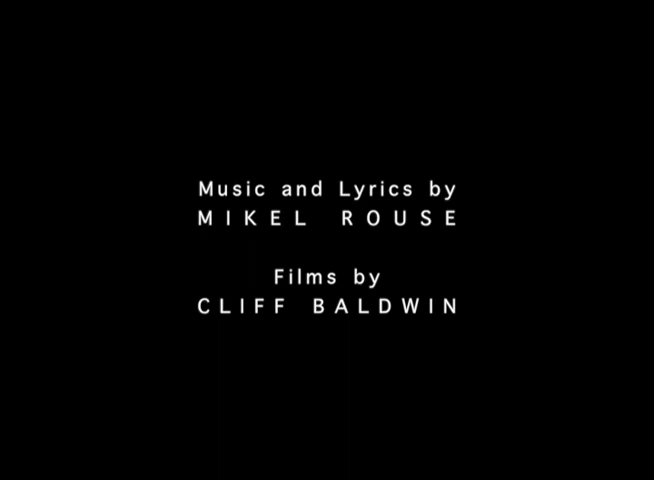 Music and Lyrics by
MIKEL ROUSE
Films by
CLIFF BALDWIN